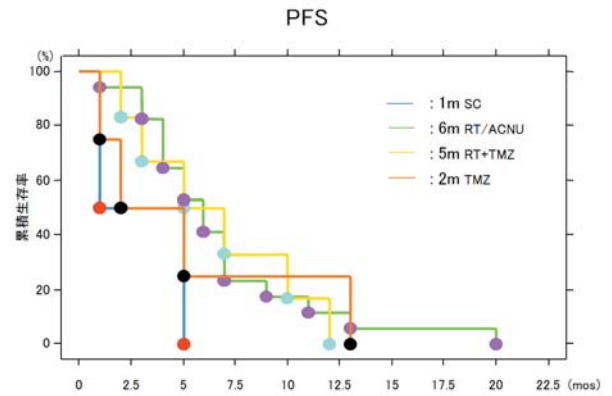 PFS
(%)
100
80
60
40
20
0
累積生存率
: 1m SC
: 6m RT/ACNU
: 5m RT+TMZ
: 2m TMZ
0 2.5 5 7.5 10 12.5 15 17.5 20 22.5 (mos)